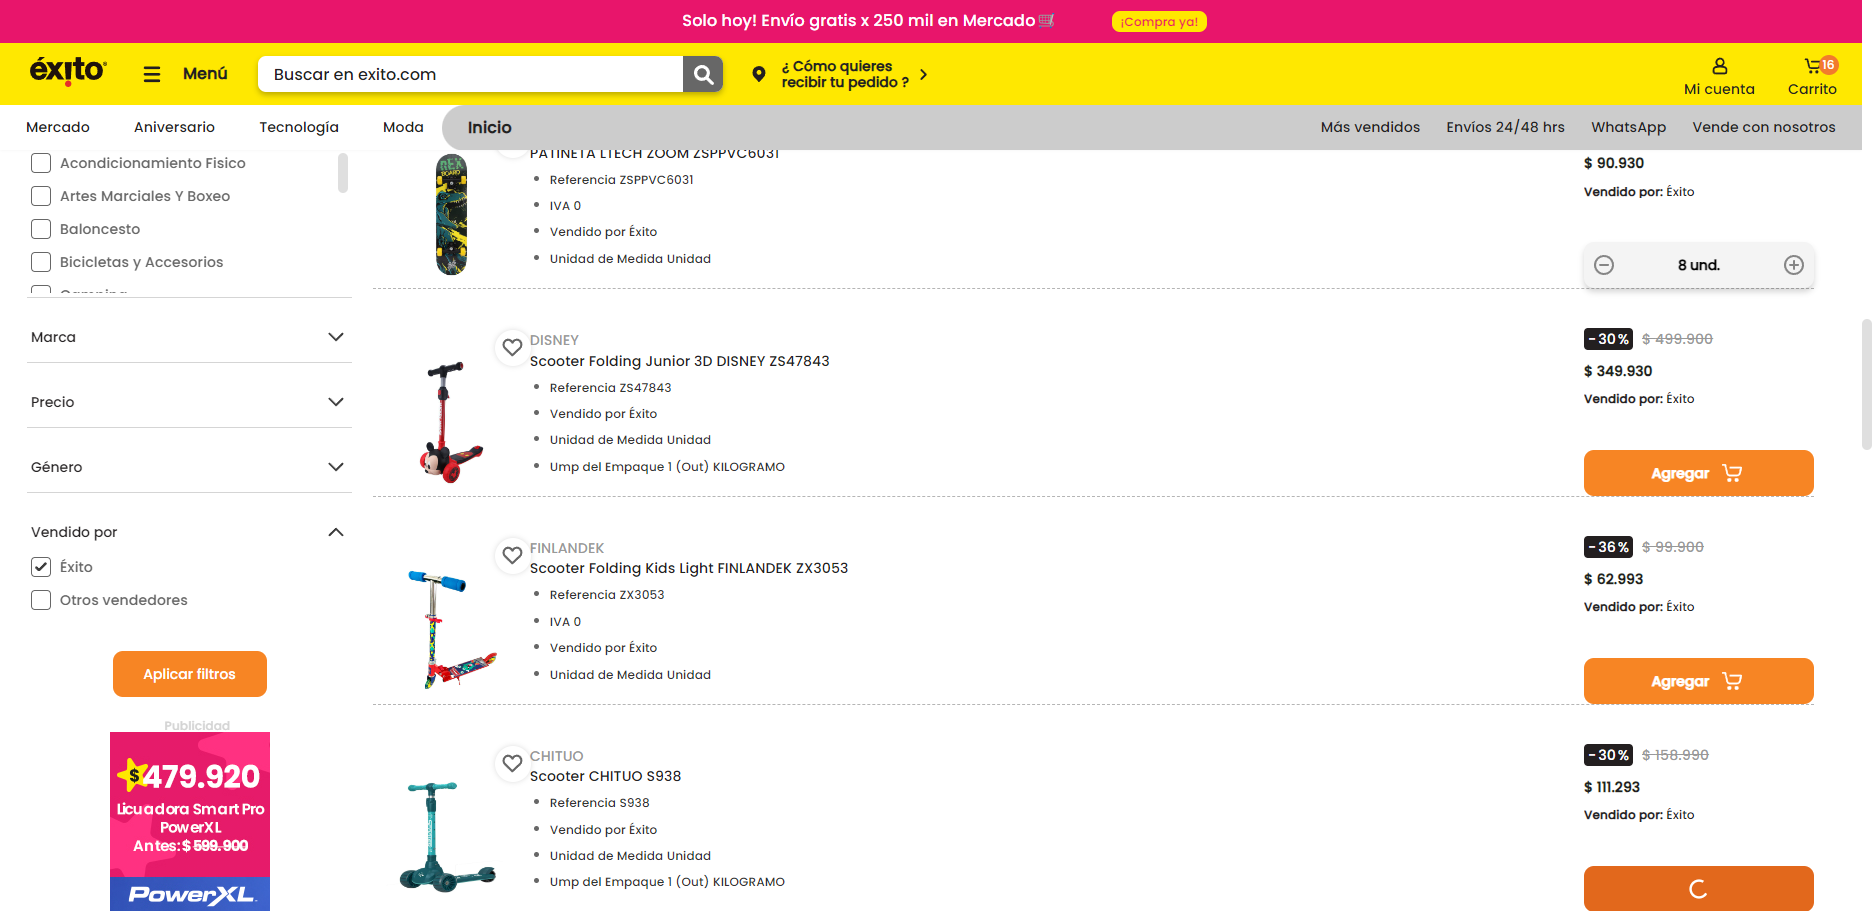 Solo hoy! Envío gratis x 250 mil en Mercado
¡Compra ya!
éxito
Menú
Buscar en exito.com
¿ Cómo quieres
recibir tu pedido ?
Mi cuenta
16
Carrito
Mercado
Aniversario
Tecnología
Moda
Inicio
Más vendidos
Envíos 24/48 hrs
WhatsApp
Vende con nosotros
Acondicionamiento Fisico
Artes Marciales Y Boxeo
Baloncesto
Bicicletas y Accesorios
Camping
Marca
Precio
Género
Vendido por
Éxito
Otros vendedores
Aplicar filtros
Publicidad
$479.920
Licuadora Smart Pro
PowerXL
Antes: $ 599.900
PowerXL
REX
BOARD
PATINETA LTECH ZOOM ZSPPVC6031
Referencia ZSPPVC6031
IVA 0
Vendido por Éxito
Unidad de Medida Unidad
$ 90.930
Vendido por: Éxito
8 und.
DISNEY
Scooter Folding Junior 3D DISNEY ZS47843
Referencia ZS47843
Vendido por Éxito
Unidad de Medida Unidad
Ump del Empaque 1 (Out) KILOGRAMO
-30%
$ 499.900
$ 349.930
Vendido por: Éxito
Agregar
FINLANDEK
Scooter Folding Kids Light FINLANDEK ZX3053
Referencia ZX3053
IVA 0
Vendido por Éxito
Unidad de Medida Unidad
-36%
$ 99.900
$ 62.993
Vendido por: Éxito
Agregar
CHITUO
Scooter CHITUO S938
Referencia S938
Vendido por Éxito
Unidad de Medida Unidad
Ump del Empaque 1 (Out) KILOGRAMO
-30%
$ 158.990
$ 111.293
Vendido por: Éxito